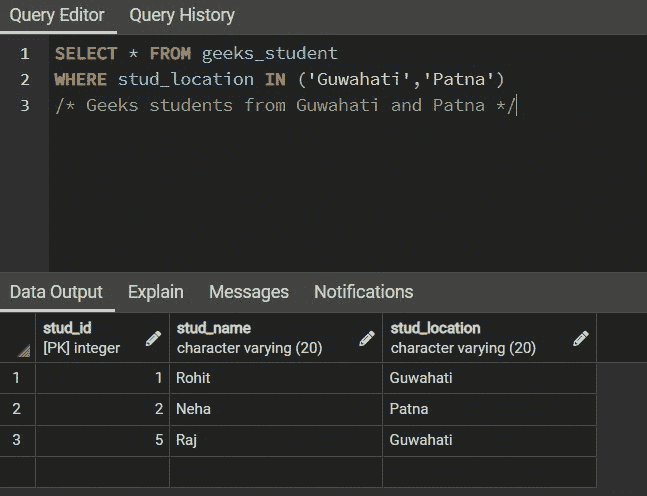 Query Editor Query History
1 SELECT * FROM geeks_student
2 WHERE stud_location IN ('Guwahati','Patna')
3 /* Geeks students from Guwahati and Patna */
Data Output Explain Messages Notifications
stud_id stud_name stud_location
[PK] integer character varying (20) character varying (20)
1 1 Rohit Guwahati
2 2 Neha Patna
3 5 Raj Guwahati